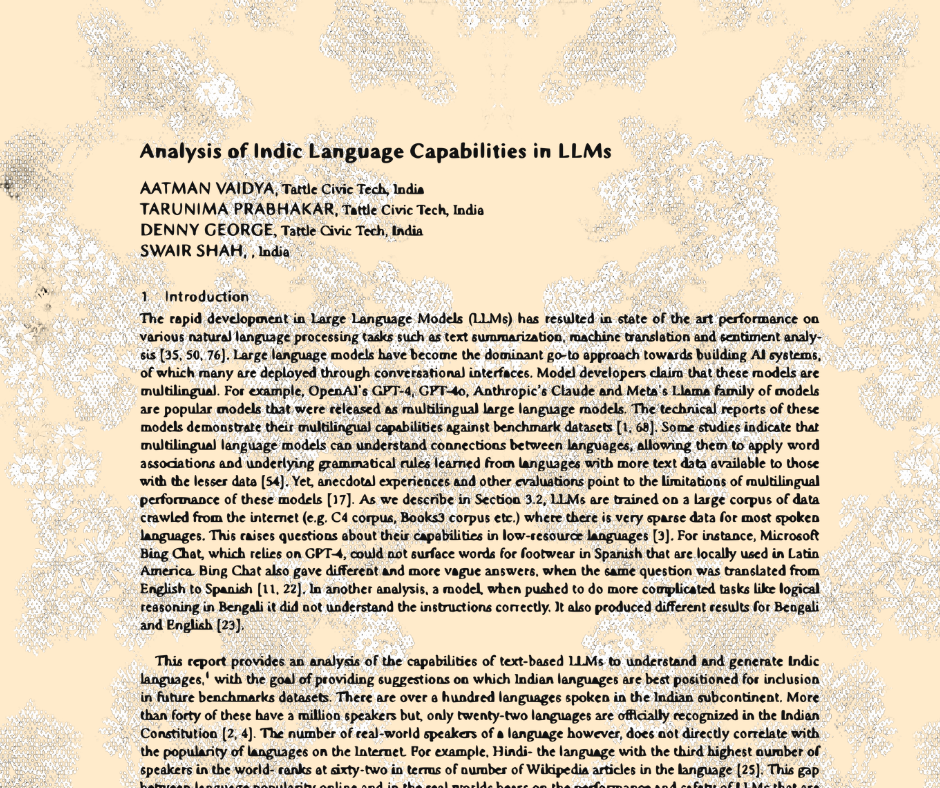 Analysis of Indic Language Capabilities in LLMs
AATMAN VAIDYA, Tattle Civic Tech, India
TARUNIMA PRABHAKAR, Tattle Civic Tech, India
DENNY GEORGE, Tattle Civic Tech, India
SWAIR SHAH, , India
1 Introduction
The rapid development in Large Language Models (LLMs) has resulted in state of the art performance on
various natural language processing tasks such as text summarization, machine translation and sentiment analy-
sis [35, 50, 76]. Large language models have become the dominant go-to approach towards building AI systems,
of which many are deployed through conversational interfaces. Model developers claim that these models are
multilingual. For example, OpenAI's GPT-4, GPT-4o, Anthropic's Claude and Meta's Llama family of models
are popular models that were released as multilingual large language models. The technical reports of these
models demonstrate their multilingual capabilities against benchmark datasets [1, 68]. Some studies indicate that
multilingual language models can understand connections between languages, allowing them to apply word
associations and underlying grammatical rules learned from languages with more text data available to those
with the lesser data [54]. Yet, anecdotal experiences and other evaluations point to the limitations of multilingual
performance of these models [17]. As we describe in Section 3.2, LLMs are trained on a large corpus of data
crawled from the internet (e.g. C4 corpus, Books3 corpus etc.) where there is very sparse data for most spoken
languages. This raises questions about their capabilities in low-resource languages [3]. For instance, Microsoft
Bing Chat, which relies on GPT-4, could not surface words for footwear in Spanish that are locally used in Latin
America. Bing Chat also gave different and more vague answers, when the same question was translated from
English to Spanish [11, 22]. In another analysis, a model, when pushed to do more complicated tasks like logical
reasoning in Bengali it did not understand the instructions correctly. It also produced different results for Bengali
and English [23].
This report provides an analysis of the capabilities of text-based LLMs to understand and generate Indic
languages,¹ with the goal of providing suggestions on which Indian languages are best positioned for inclusion
in future benchmarks datasets. There are over a hundred languages spoken in the Indian subcontinent. More
than forty of these have a million speakers but, only twenty-two languages are officially recognized in the Indian
Constitution [2, 4]. The number of real-world speakers of a language however, does not directly correlate with
the popularity of languages on the Internet. For example, Hindi- the language with the third highest number of
speakers in the world- ranks at sixty-two in terms of number of Wikipedia articles in the language [25]. This gap
between language popularity online and in the real worlds bears on the performance and safety of LLMs that are